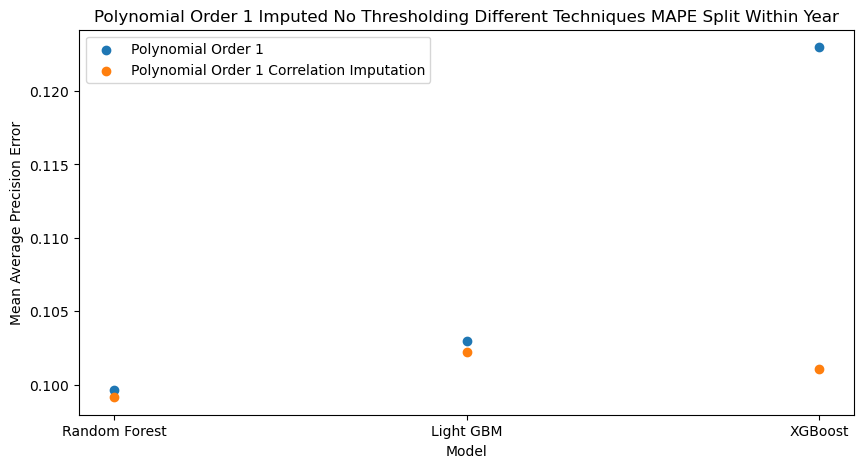 Polynomial Order 1 Imputed No Thresholding Different Techniques MAPE Split Within Year
Polynomial Order 1
Polynomial Order 1 Correlation Imputation
Mean Average Precision Error
0.120
0.115
0.110
0.105
0.100
Random Forest
Light GBM
XGBoost
Model